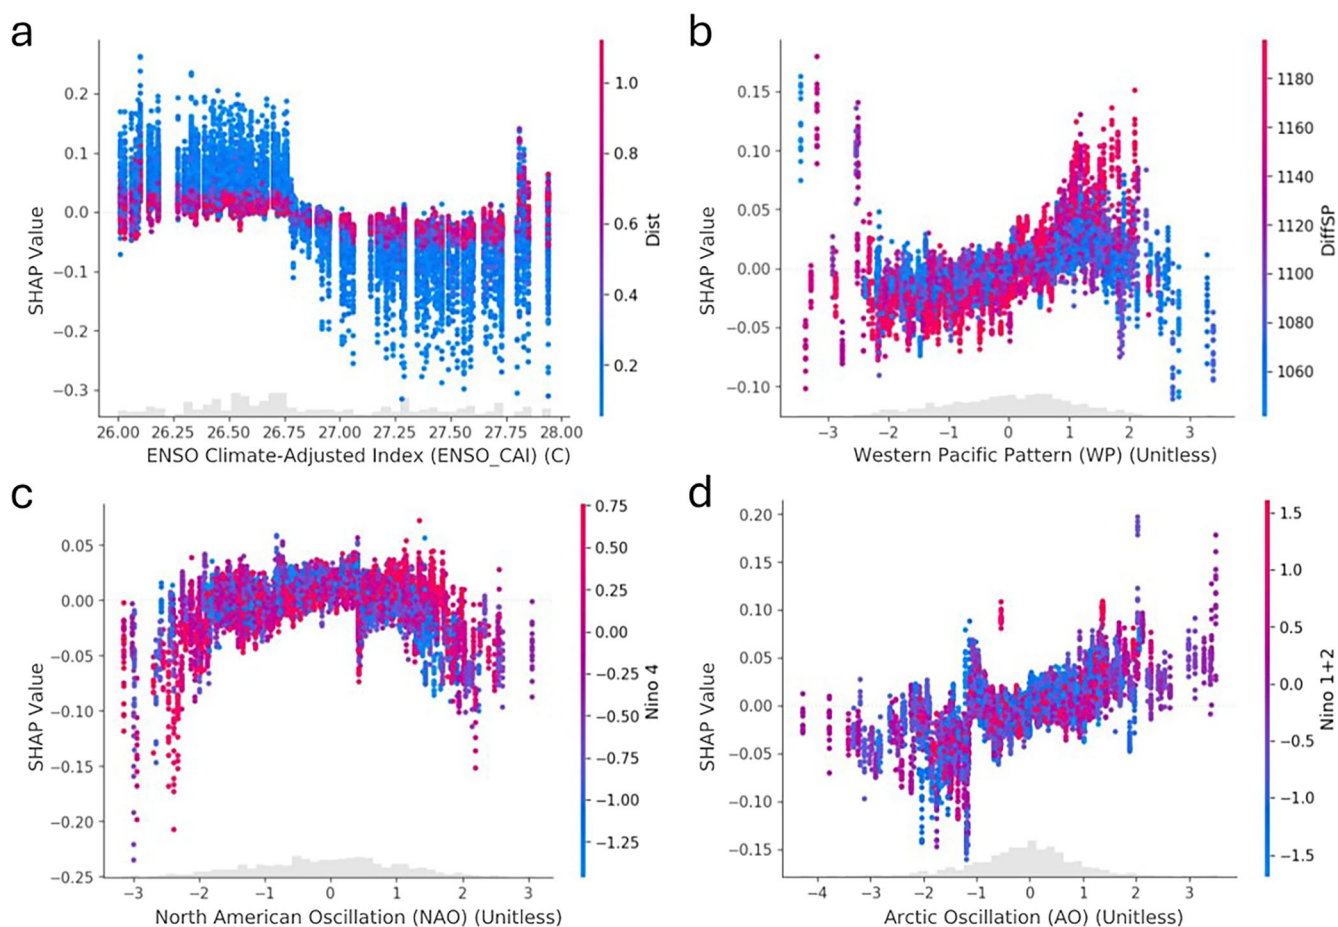 a
0.2
0.1
0.0
−0.1
−0.2
−0.3
SHAP Value
26.00 26.25 26.50 26.75 27.00 27.25 27.50 27.75 28.00
ENSO Climate-Adjusted Index (ENSO_CAI) (C)
1.0
0.8
0.6
0.4
0.2
Dist
b
0.15
0.10
0.05
0.00
−0.05
−0.10
SHAP Value
−3 −2 −1 0 1 2 3
Western Pacific Pattern (WP) (Unitless)
1180
1160
1140
1120
1100
1080
1060
DiffSP
c
0.05
0.00
−0.05
−0.10
−0.15
−0.20
−0.25
SHAP Value
−3 −2 −1 0 1 2 3
North American Oscillation (NAO) (Unitless)
0.75
0.50
0.25
0.00
−0.25
−0.50
−0.75
−1.00
−1.25
Nino 4
d
0.20
0.15
0.10
0.05
0.00
−0.05
−0.10
−0.15
SHAP Value
−4 −3 −2 −1 0 1 2 3
Arctic Oscillation (AO) (Unitless)
1.5
1.0
0.5
0.0
−0.5
−1.0
−1.5
Nino 1+2